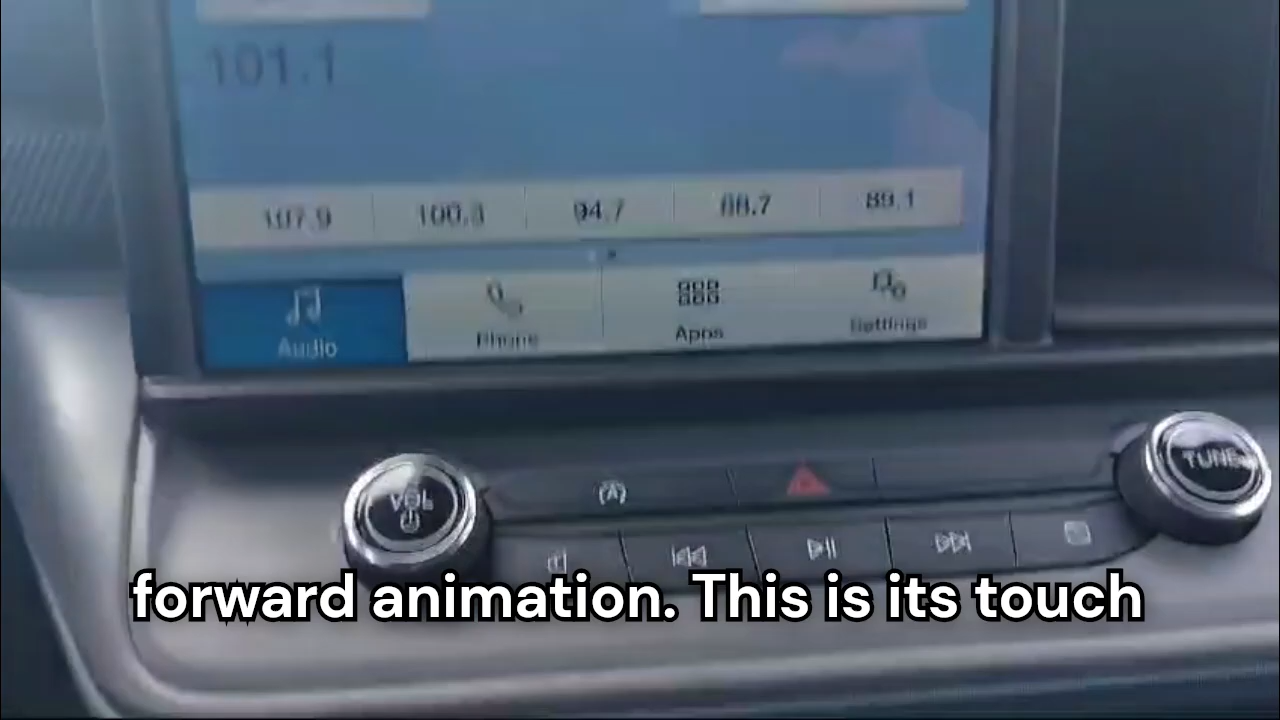 101.1
107.9 100.3 94.7 88.7 89.1
Audio Phone Apps Settings
VOL
TUNE
forward animation. This is its touch